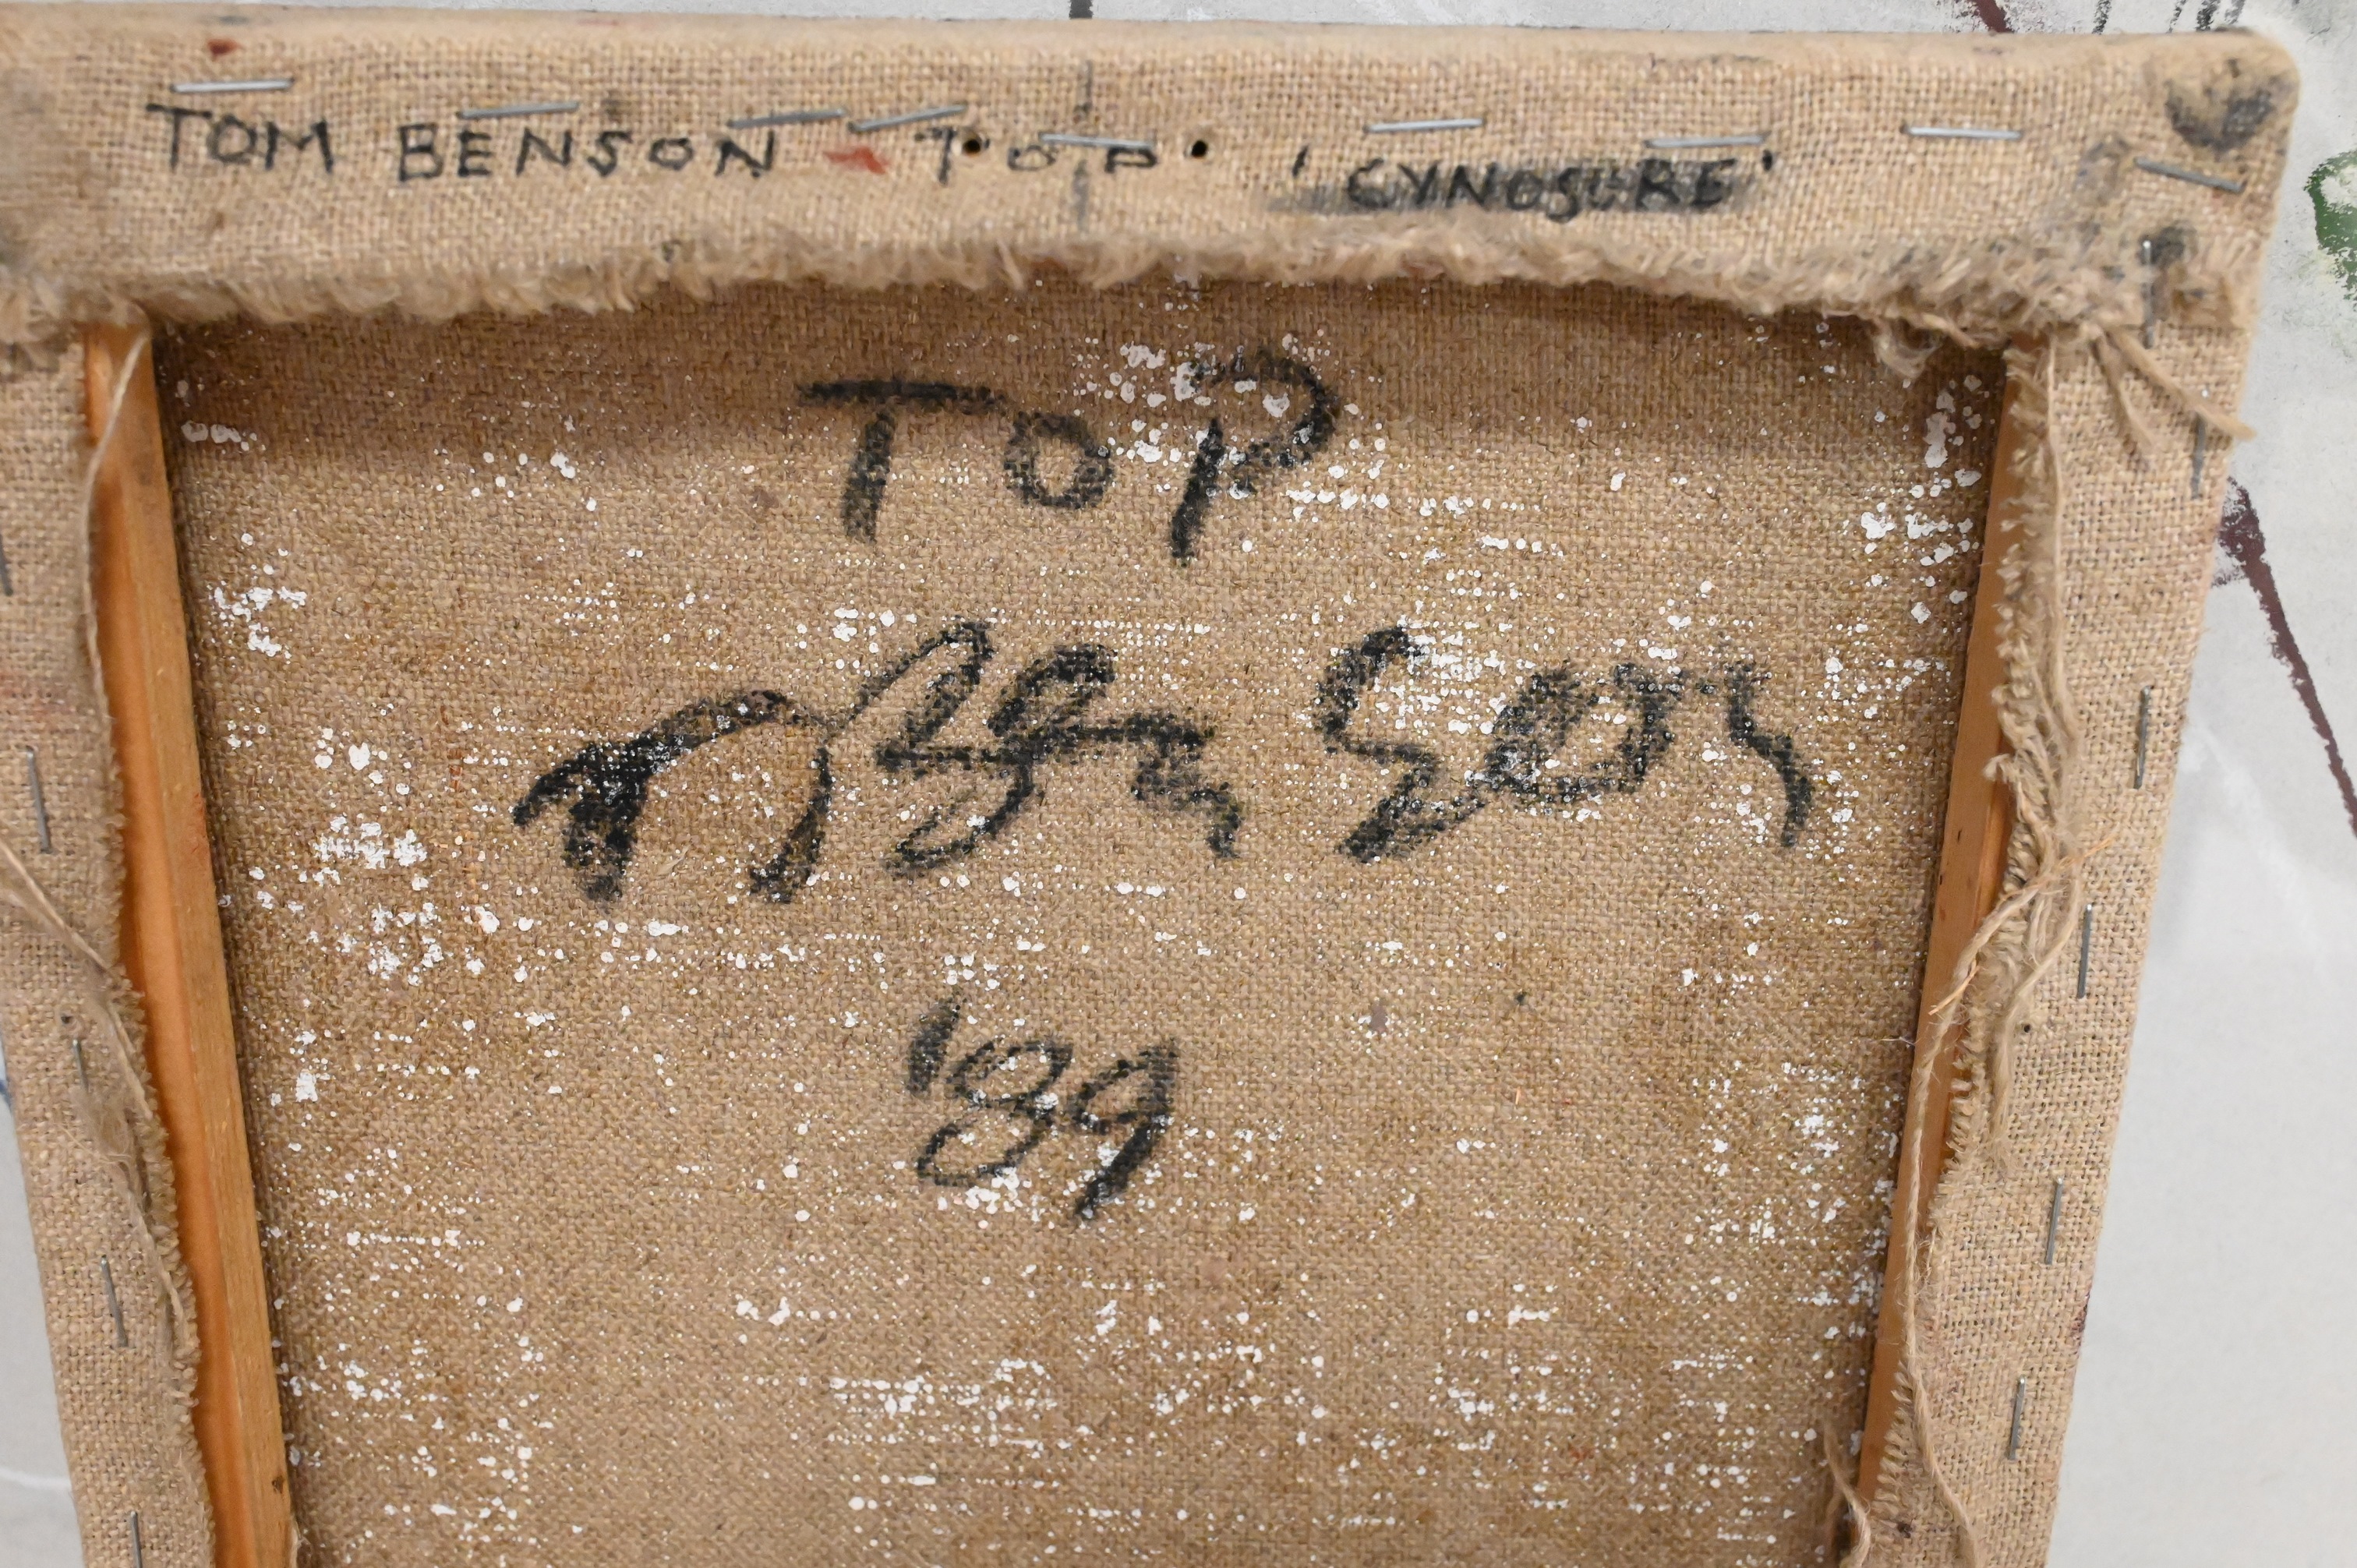 TOM BENSON TOP 'CYNOSURE'
TOP
T Benson
'89